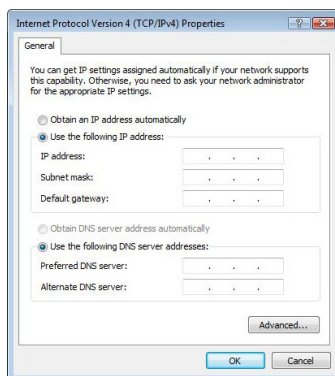 Internet Protocol Version 4 (TCP/IPv4) Properties
General
You can get IP settings assigned automatically if your network supports
this capability. Otherwise, you need to ask your network administrator
for the appropriate IP settings.
Obtain an IP address automatically
Use the following IP address:
IP address:
Subnet mask:
Default gateway:
Obtain DNS server address automatically
Use the following DNS server addresses:
Preferred DNS server:
Alternate DNS server:
Advanced...
OK Cancel